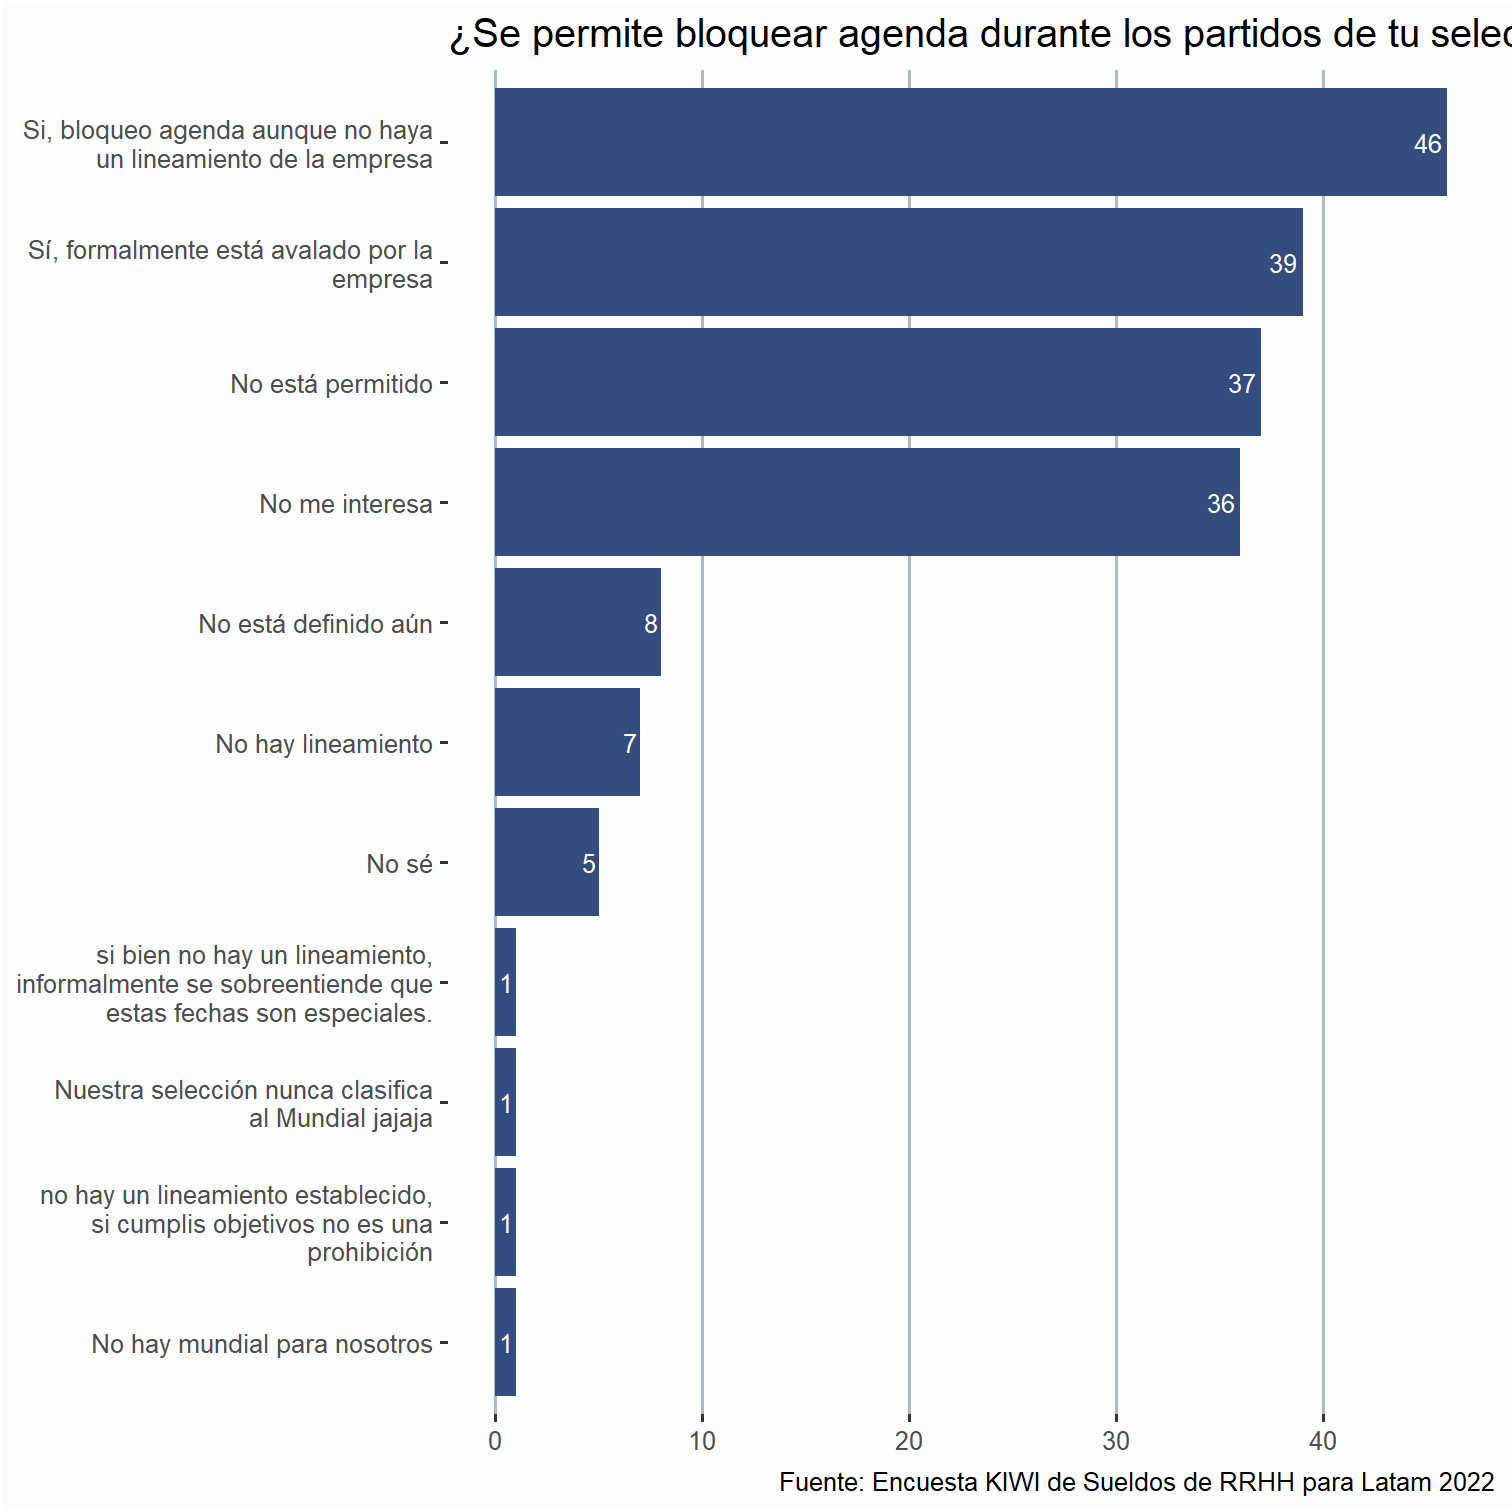 ¿Se permite bloquear agenda durante los partidos de tu selec
Si, bloqueo agenda aunque no haya
un lineamiento de la empresa
46
Sí, formalmente está avalado por la
empresa
39
No está permitido
37
No me interesa
36
No está definido aún
8
No hay lineamiento
7
No sé
5
si bien no hay un lineamiento,
informalmente se sobreentiende que
estas fechas son especiales.
1
Nuestra selección nunca clasifica
al Mundial jajaja
1
no hay un lineamiento establecido,
si cumplis objetivos no es una
prohibición
1
No hay mundial para nosotros
1
0 10 20 30 40
Fuente: Encuesta KIWI de Sueldos de RRHH para Latam 2022